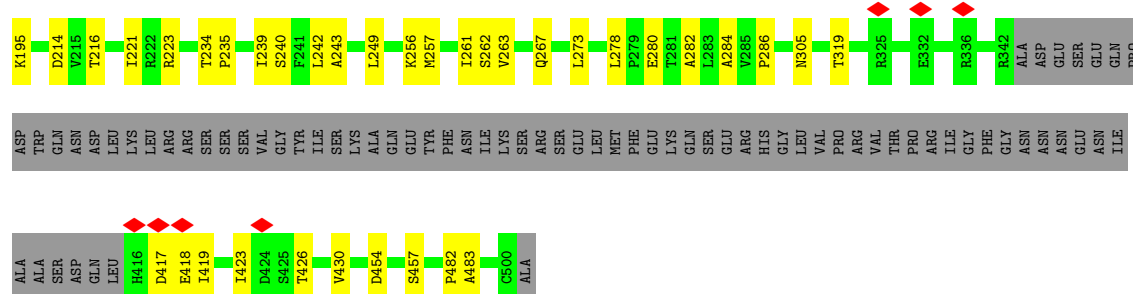 K195 D214 V215 T216 I221 R222 R223 T234 P235 I239 S240 F241 L242 A243 L249 K256 M257 I261 S262 V263 Q267 L273 L278 P279 E280 T281 A282 L283 A284 V285 P286 N305 T319 R325 E332 R336 R342 ALA ASP GLU SER GLU GLN PRO
ASP TRP GLN ASN ASP LEU LYS LEU ARG ARG SER SER SER VAL GLY TYR ILE SER LYS ALA GLN GLU TYR PHE ASN ILE LYS SER ARG SER GLU LEU MET PHE GLU LYS GLN SER GLU ARG HIS GLY LEU VAL PRO ARG VAL THR PRO ARG ILE GLY PHE GLY ASN ASN ASN GLU ASN ILE
ALA ALA SER ASP GLN LEU H416 D417 E418 I419 I423 D424 S425 T426 V430 D454 S457 P482 A483 C500 ALA